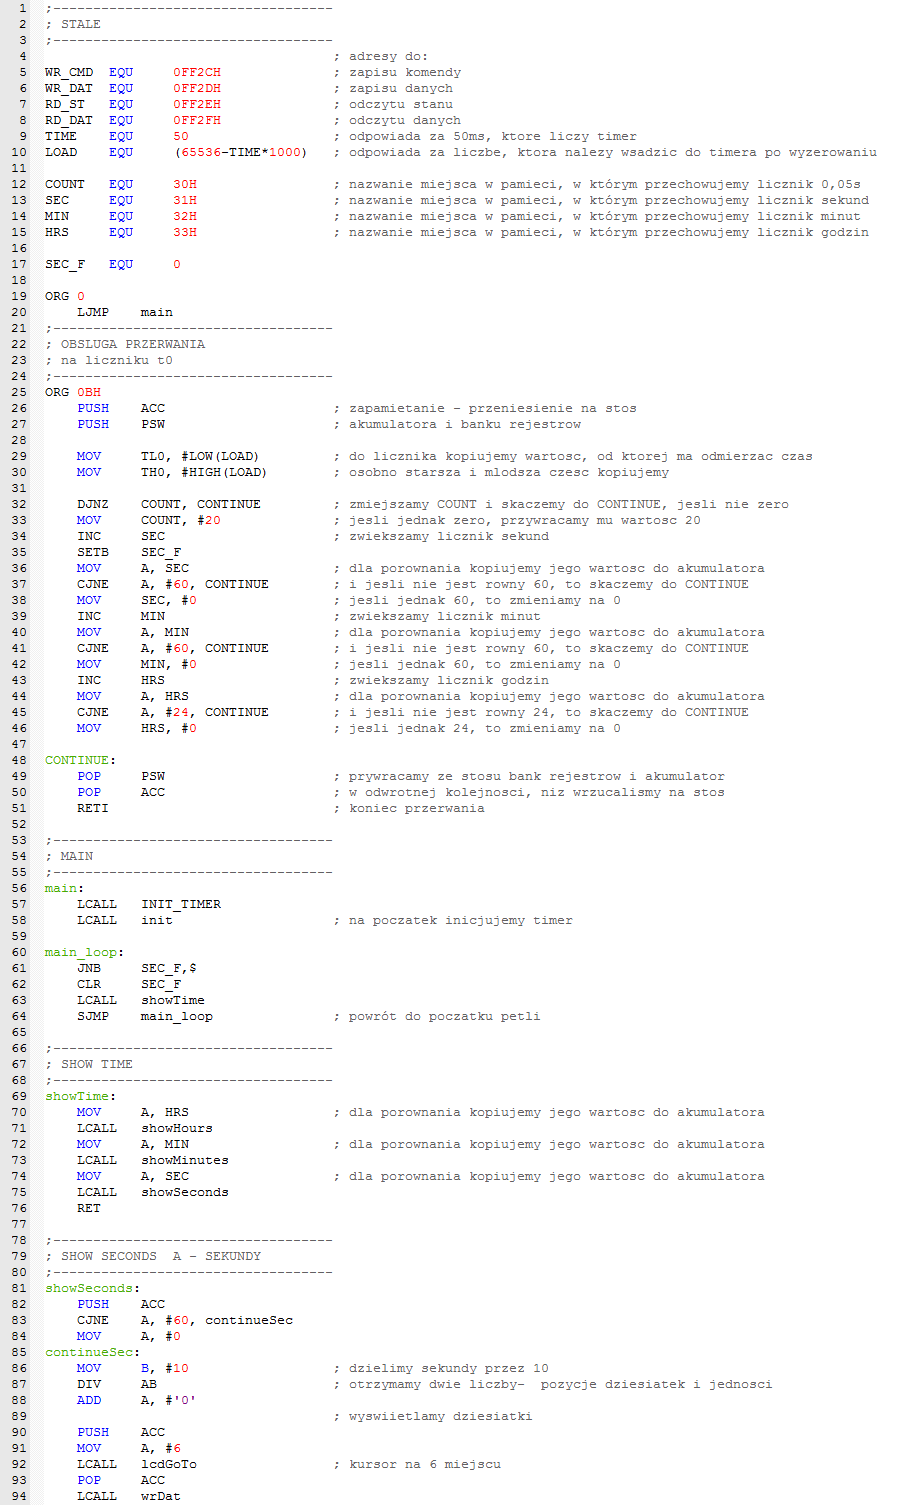 1 ;-----------------------------------
2 ; STALE
3 ;-----------------------------------
4 ; adresy do:
5 WR_CMD EQU 0FF2CH ; zapisu komendy
6 WR_DAT EQU 0FF2DH ; zapisu danych
7 RD_ST EQU 0FF2EH ; odczytu stanu
8 RD_DAT EQU 0FF2FH ; odczytu danych
9 TIME EQU 50 ; odpowiada za 50ms, ktore liczy timer
10 LOAD EQU (65536-TIME*1000) ; odpowiada za liczbe, ktora nalezy wsadzic do timera po wyzerowaniu
11
12 COUNT EQU 30H ; nazwanie miejsca w pamieci, w którym przechowujemy licznik 0,05s
13 SEC EQU 31H ; nazwanie miejsca w pamieci, w którym przechowujemy licznik sekund
14 MIN EQU 32H ; nazwanie miejsca w pamieci, w którym przechowujemy licznik minut
15 HRS EQU 33H ; nazwanie miejsca w pamieci, w którym przechowujemy licznik godzin
16
17 SEC_F EQU 0
18
19 ORG 0
20 LJMP main
21 ;-----------------------------------
22 ; OBSLUGA PRZERWANIA
23 ; na liczniku t0
24 ;-----------------------------------
25 ORG 0BH
26 PUSH ACC ; zapamietanie - przeniesienie na stos
27 PUSH PSW ; akumulatora i banku rejestrow
28
29 MOV TL0, #LOW(LOAD) ; do licznika kopiujemy wartosc, od ktorej ma odmierzac czas
30 MOV TH0, #HIGH(LOAD) ; osobno starsza i mlodsza czesc kopiujemy
31
32 DJNZ COUNT, CONTINUE ; zmiejszamy COUNT i skaczemy do CONTINUE, jesli nie zero
33 MOV COUNT, #20 ; jesli jednak zero, przywracamy mu wartosc 20
34 INC SEC ; zwiekszamy licznik sekund
35 SETB SEC_F
36 MOV A, SEC ; dla porownania kopiujemy jego wartosc do akumulatora
37 CJNE A, #60, CONTINUE ; i jesli nie jest rowny 60, to skaczemy do CONTINUE
38 MOV SEC, #0 ; jesli jednak 60, to zmieniamy na 0
39 INC MIN ; zwiekszamy licznik minut
40 MOV A, MIN ; dla porownania kopiujemy jego wartosc do akumulatora
41 CJNE A, #60, CONTINUE ; i jesli nie jest rowny 60, to skaczemy do CONTINUE
42 MOV MIN, #0 ; jesli jednak 60, to zmieniamy na 0
43 INC HRS ; zwiekszamy licznik godzin
44 MOV A, HRS ; dla porownania kopiujemy jego wartosc do akumulatora
45 CJNE A, #24, CONTINUE ; i jesli nie jest rowny 24, to skaczemy do CONTINUE
46 MOV HRS, #0 ; jesli jednak 24, to zmieniamy na 0
47
48 CONTINUE:
49 POP PSW ; prywracamy ze stosu bank rejestrow i akumulator
50 POP ACC ; w odwrotnej kolejnosci, niz wrzucalismy na stos
51 RETI ; koniec przerwania
52
53 ;-----------------------------------
54 ; MAIN
55 ;-----------------------------------
56 main:
57 LCALL INIT_TIMER
58 LCALL init ; na poczatek inicjujemy timer
59
60 main_loop:
61 JNB SEC_F,$
62 CLR SEC_F
63 LCALL showTime
64 SJMP main_loop ; powrót do poczatku petli
65
66 ;-----------------------------------
67 ; SHOW TIME
68 ;-----------------------------------
69 showTime:
70 MOV A, HRS ; dla porownania kopiujemy jego wartosc do akumulatora
71 LCALL showHours
72 MOV A, MIN ; dla porownania kopiujemy jego wartosc do akumulatora
73 LCALL showMinutes
74 MOV A, SEC ; dla porownania kopiujemy jego wartosc do akumulatora
75 LCALL showSeconds
76 RET
77
78 ;-----------------------------------
79 ; SHOW SECONDS A - SEKUNDY
80 ;-----------------------------------
81 showSeconds:
82 PUSH ACC
83 CJNE A, #60, continueSec
84 MOV A, #0
85 continueSec:
86 MOV B, #10 ; dzielimy sekundy przez 10
87 DIV AB ; otrzymamy dwie liczby- pozycje dziesiatek i jednosci
88 ADD A, #'0'
89 ; wyswiietlamy dziesiatki
90 PUSH ACC
91 MOV A, #6
92 LCALL lcdGoTo ; kursor na 6 miejscu
93 POP ACC
94 LCALL wrDat